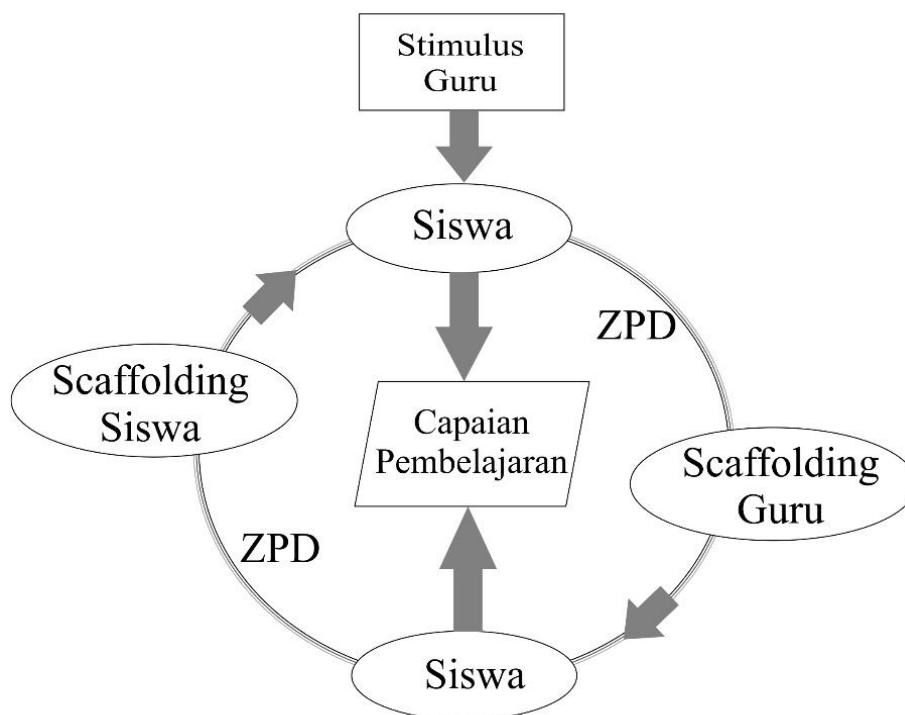 Stimulus
Guru
Siswa
ZPD
Scaffolding
Siswa
Capaian
Pembelajaran
Scaffolding
Guru
ZPD
Siswa